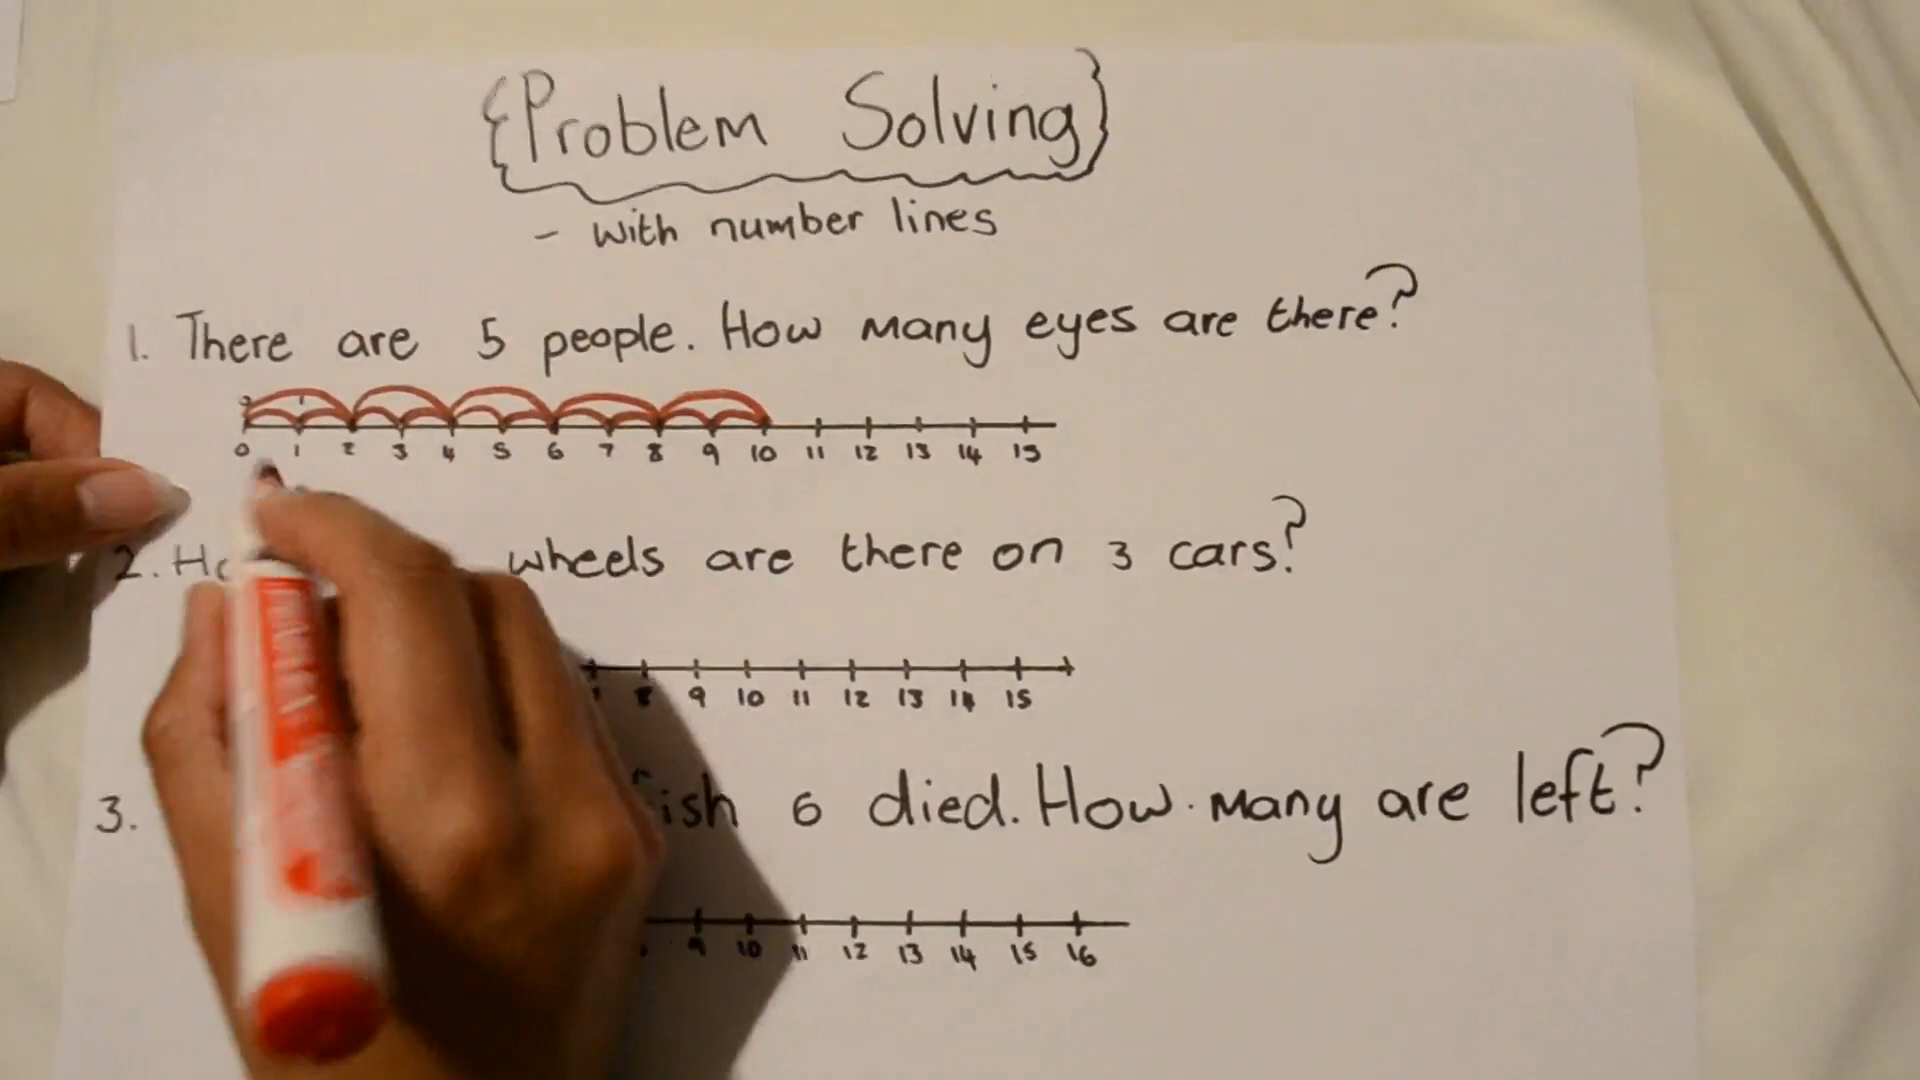 {Problem Solving}
- with number lines
1. There are 5 people. How many eyes are there?
0 1 2 3 4 5 6 7 8 9 10 11 12 13 14 15
2. wheels are there on 3 cars?
8 9 10 11 12 13 14 15
3. fish 6 died. How many are left?
9 10 11 12 13 14 15 16